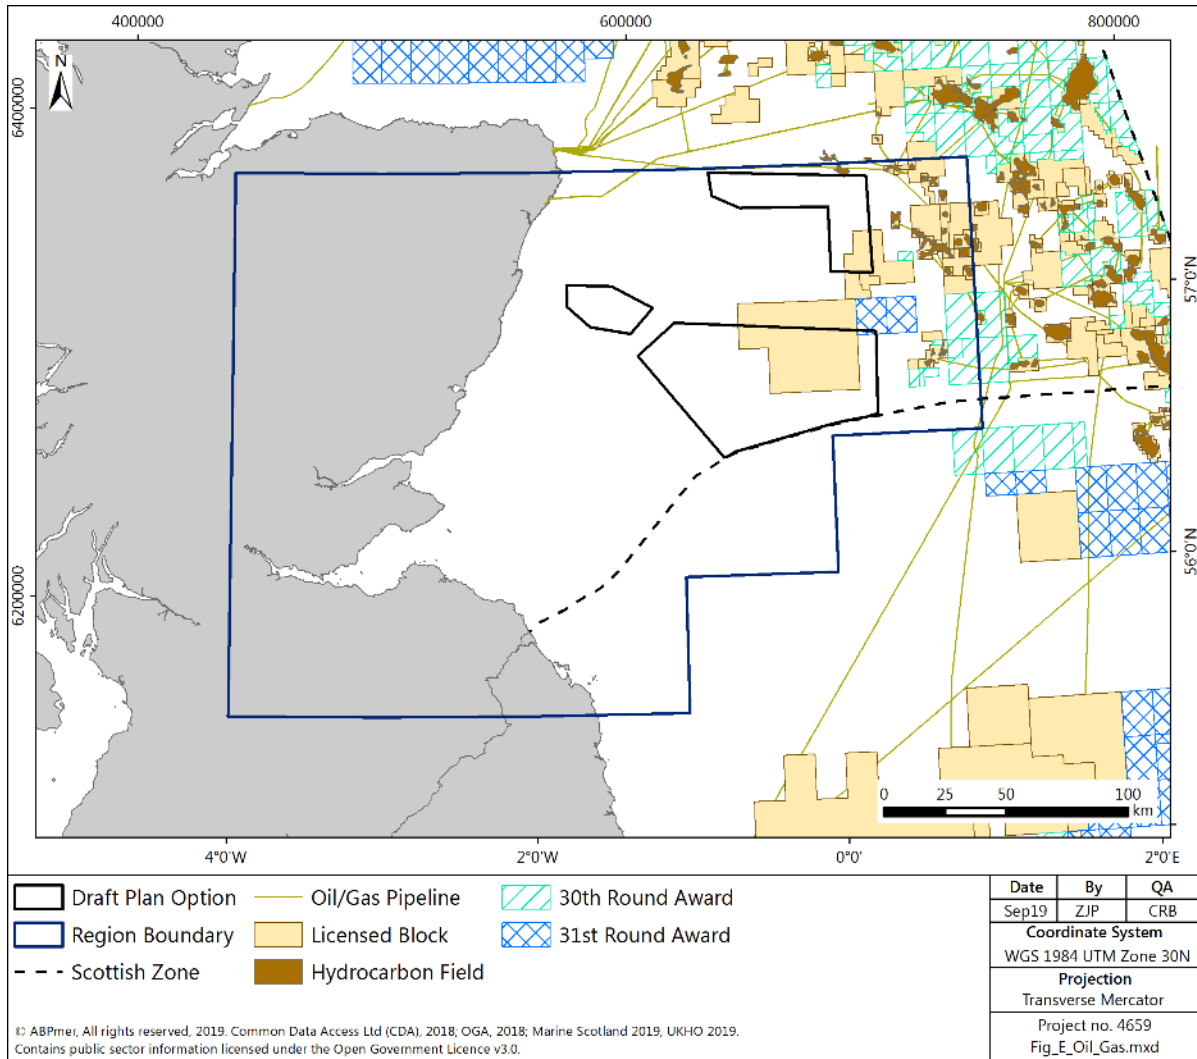 400000 600000 800000
N
6400000
6200000
57°0'N
56°0'N
0 25 50 100
km
4°0'W 2°0'W 0°0' 2°0'E
Draft Plan Option Oil/Gas Pipeline 30th Round Award
Region Boundary Licensed Block 31st Round Award
Scottish Zone Hydrocarbon Field
Date By QA
Sep19 ZJP CRB
Coordinate System
WGS 1984 UTM Zone 30N
Projection
Transverse Mercator
Project no. 4659
Fig_E_Oil_Gas.mxd
© ABPmer, All rights reserved, 2019. Common Data Access Ltd (CDA), 2018; OGA, 2018; Marine Scotland 2019, UKHO 2019.
Contains public sector information licensed under the Open Government Licence v3.0.